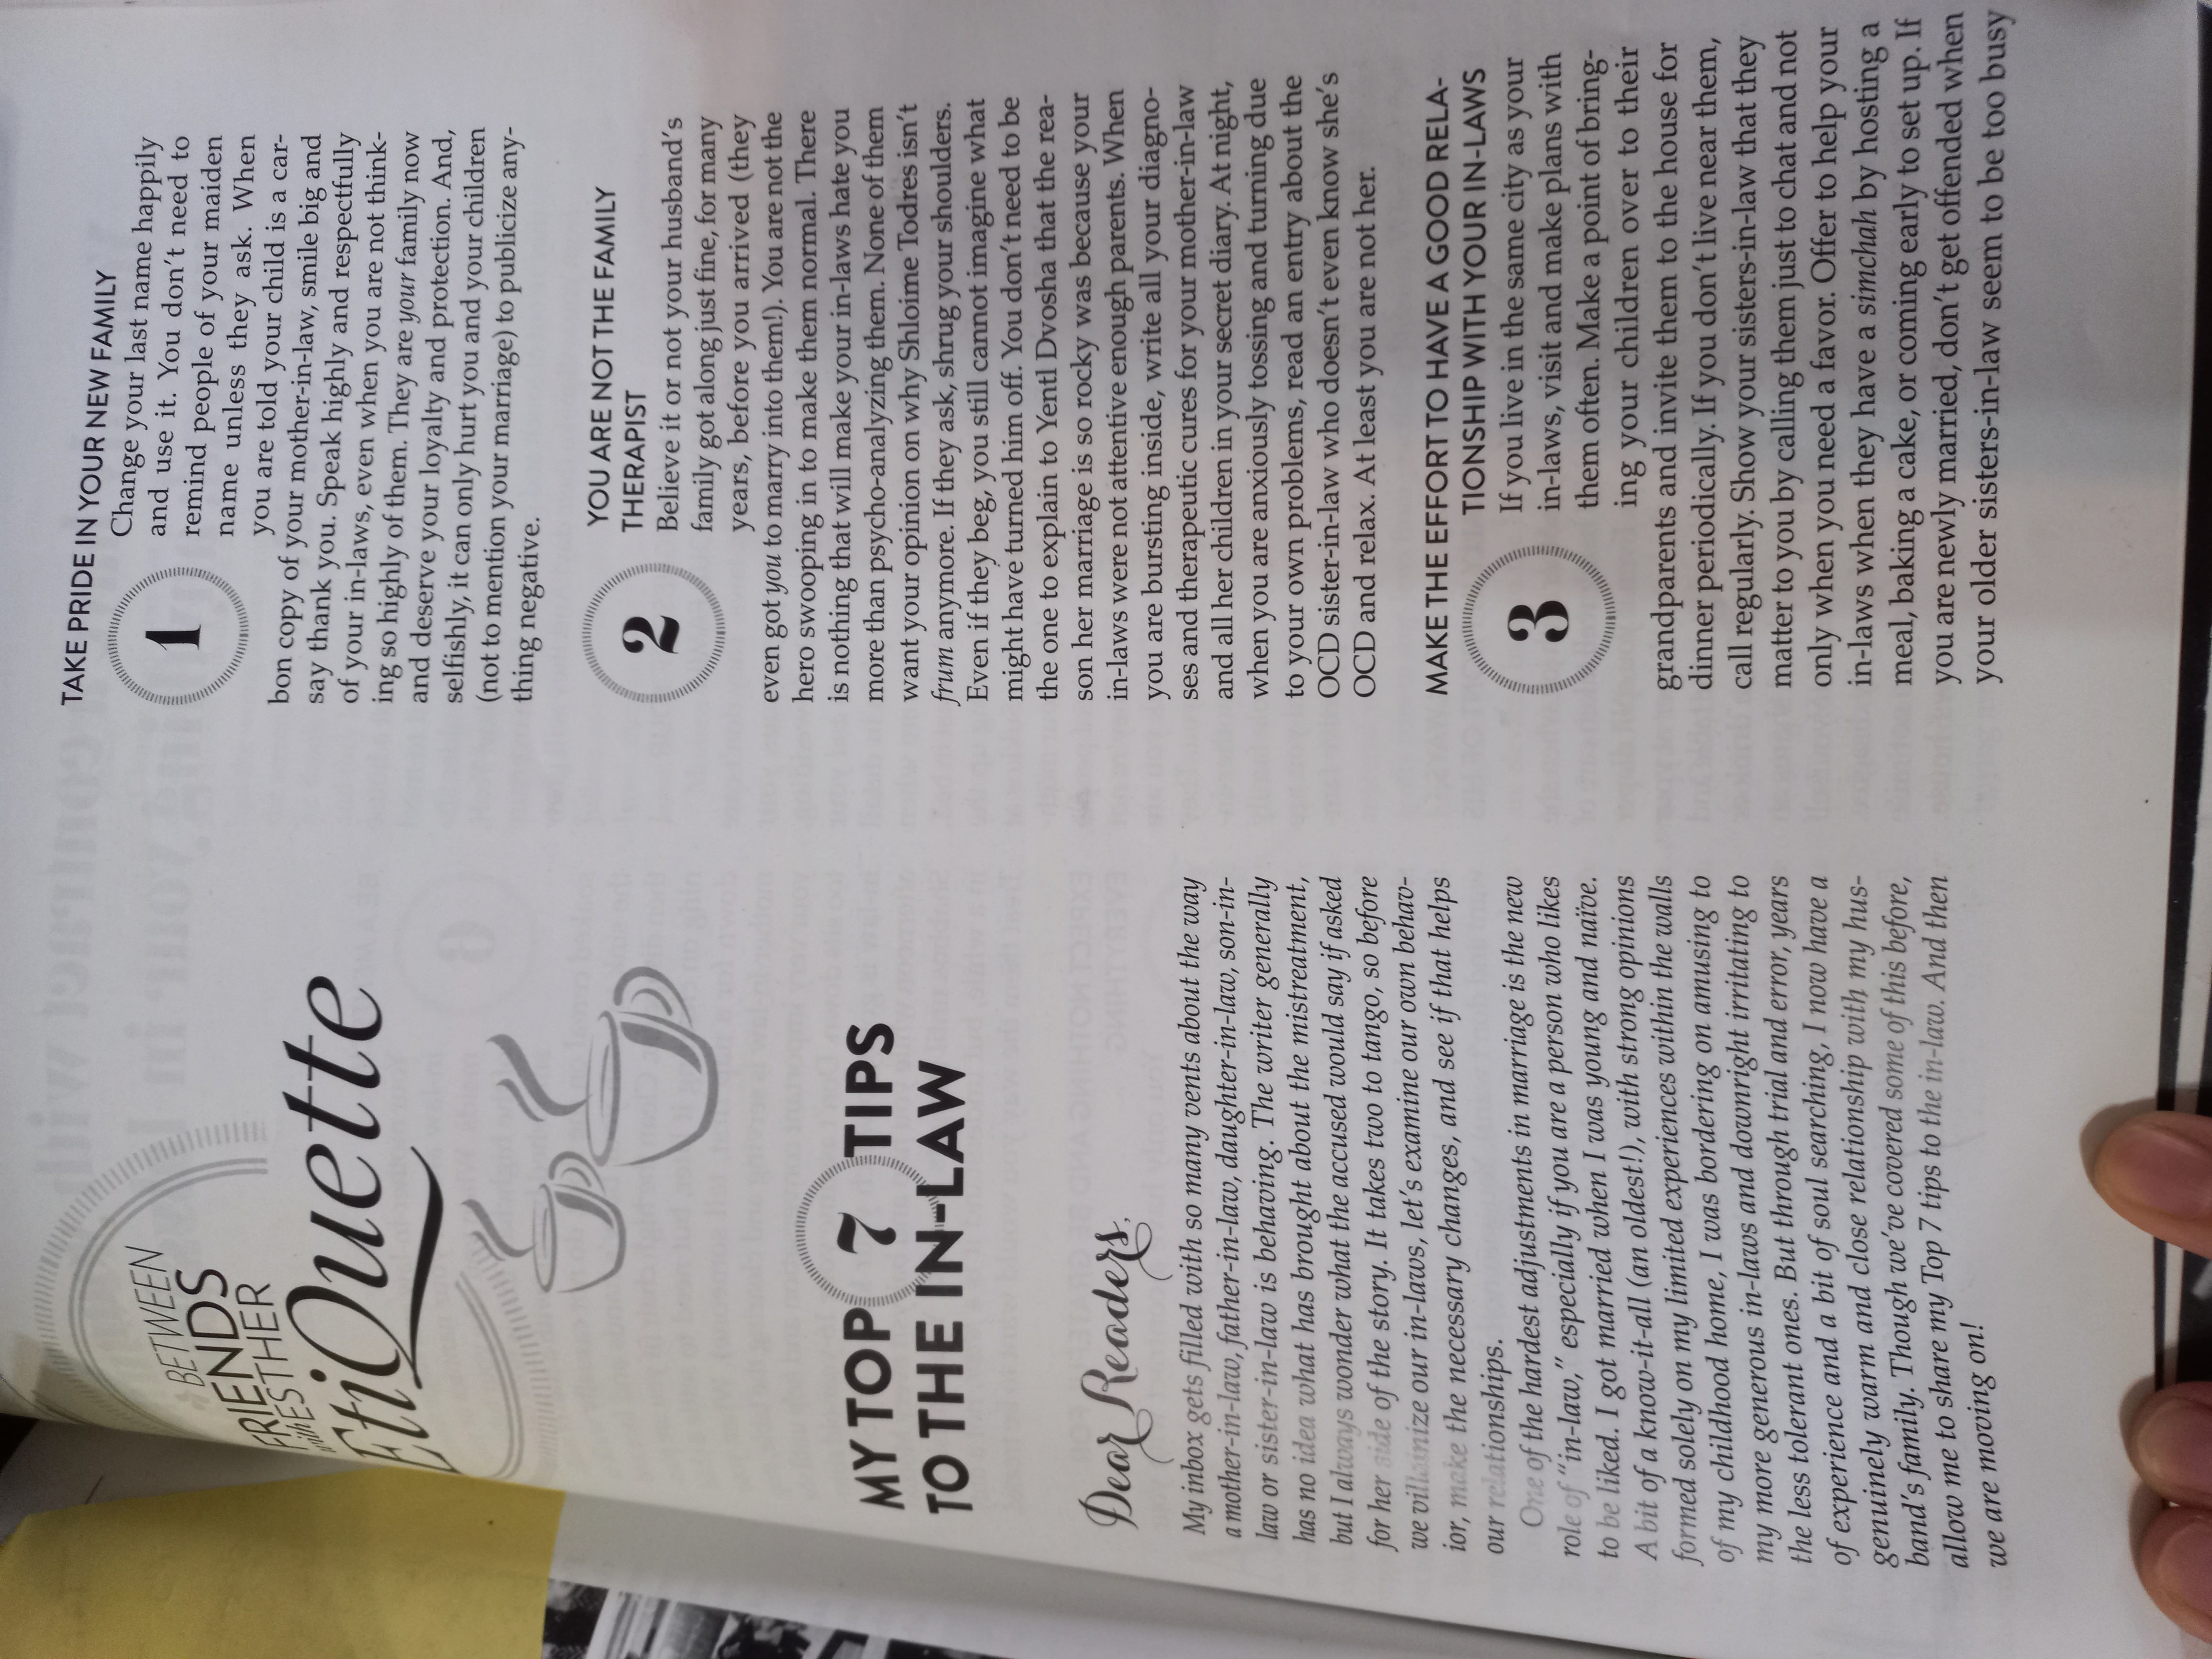 BETWEEN
FRIENDS
with ESTHER
EtiQuette
MY TOP 7 TIPS
TO THE IN-LAW
Dear Readers,
My inbox gets filled with so many vents about the way
a mother-in-law, father-in-law, daughter-in-law, son-in-
law or sister-in-law is behaving. The writer generally
has no idea what has brought about the mistreatment,
but I always wonder what the accused would say if asked
for her side of the story. It takes two to tango, so before
we villainize our in-laws, let's examine our own behav-
ior, make the necessary changes, and see if that helps
our relationships.
One of the hardest adjustments in marriage is the new
role of "in-law," especially if you are a person who likes
to be liked. I got married when I was young and naïve.
A bit of a know-it-all (an oldest!), with strong opinions
formed solely on my limited experiences within the walls
of my childhood home, I was bordering on amusing to
my more generous in-laws and downright irritating to
the less tolerant ones. But through trial and error, years
of experience and a bit of soul searching, I now have a
genuinely warm and close relationship with my hus-
band's family. Though we've covered some of this before,
allow me to share my Top 7 tips to the in-law. And then
we are moving on!
TAKE PRIDE IN YOUR NEW FAMILY
1
Change your last name happily
and use it. You don't need to
remind people of your maiden
name unless they ask. When
you are told your child is a car-
bon copy of your mother-in-law, smile big and
say thank you. Speak highly and respectfully
of your in-laws, even when you are not think-
ing so highly of them. They are your family now
and deserve your loyalty and protection. And,
selfishly, it can only hurt you and your children
(not to mention your marriage) to publicize any-
thing negative.
2
YOU ARE NOT THE FAMILY
THERAPIST
Believe it or not your husband's
family got along just fine, for many
years, before you arrived (they
even got you to marry into them!). You are not the
hero swooping in to make them normal. There
is nothing that will make your in-laws hate you
more than psycho-analyzing them. None of them
want your opinion on why Shloime Todres isn't
frum anymore. If they ask, shrug your shoulders.
Even if they beg, you still cannot imagine what
might have turned him off. You don't need to be
the one to explain to Yentl Dvosha that the rea-
son her marriage is so rocky was because your
in-laws were not attentive enough parents. When
you are bursting inside, write all your diagno-
ses and therapeutic cures for your mother-in-law
and all her children in your secret diary. At night,
when you are anxiously tossing and turning due
to your own problems, read an entry about the
OCD sister-in-law who doesn't even know she's
OCD and relax. At least you are not her.
MAKE THE EFFORT TO HAVE A GOOD RELA-
TIONSHIP WITH YOUR IN-LAWS
3
If you live in the same city as your
in-laws, visit and make plans with
them often. Make a point of bring-
ing your children over to their
grandparents and invite them to the house for
dinner periodically. If you don't live near them,
call regularly. Show your sisters-in-law that they
matter to you by calling them just to chat and not
only when you need a favor. Offer to help your
in-laws when they have a simchah by hosting a
meal, baking a cake, or coming early to set up. If
you are newly married, don't get offended when
your older sisters-in-law seem to be too busy